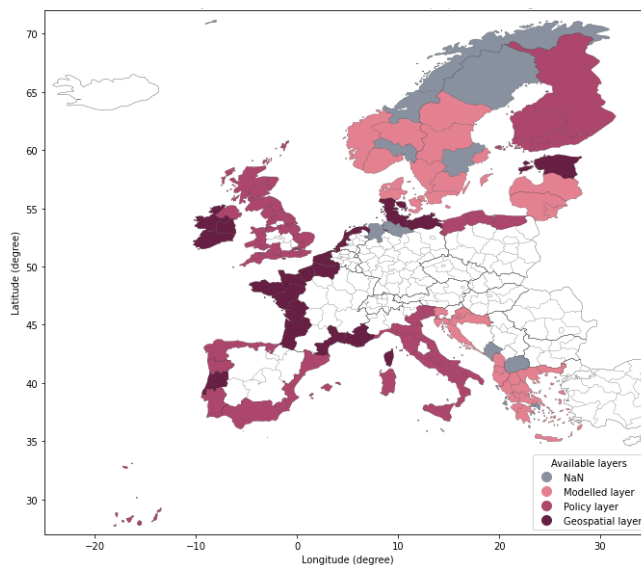 70
65
60
55
50
45
40
35
30
Latitude (degree)
−20
−10
0
10
20
30
Longitude (degree)
Available layers
NaN
Modelled layer
Policy layer
Geospatial layer